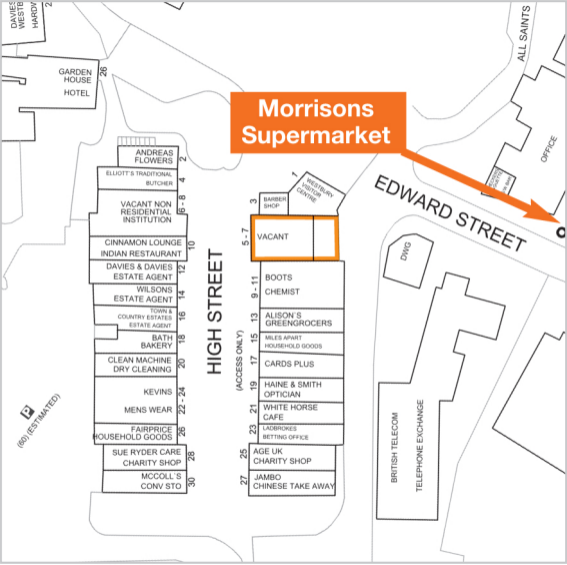 DAVIES
WESTB
HARDW
2
GARDEN
HOUSE
HOTEL
26
ALL SAINTS
OFFICE
Morrisons
Supermarket
EDWARD STREET
ANDREAS
FLOWERS
2
ELLIOTT'S TRADITIONAL
BUTCHER
4
VACANT NON
RESIDENTIAL
INSTITUTION
6 - 8
CINNAMON LOUNGE
INDIAN RESTAURANT
10
DAVIES & DAVIES
ESTATE AGENT
12
WILSONS
ESTATE AGENT
14
TOWN &
COUNTRY ESTATES
ESTATE AGENT
16
BATH
BAKERY
18
CLEAN MACHINE
DRY CLEANING
20
KEVINS
MENS WEAR
22 - 24
FAIRPRICE
HOUSEHOLD GOODS
26
SUE RYDER CARE
CHARITY SHOP
28
MCCOLL'S
CONV STO
30
HIGH STREET
(ACCESS ONLY)
1
WESTBURY
VISITOR
CENTRE
3
BARBER
SHOP
5 - 7
VACANT
9 - 11
BOOTS
CHEMIST
13
ALISON'S
GREENGROCERS
15
MILES APART
HOUSEHOLD GOODS
17
CARDS PLUS
19
HAINE & SMITH
OPTICIAN
21
WHITE HORSE
CAFE
23
LADBROKES
BETTING OFFICE
25
AGE UK
CHARITY SHOP
27
JAMBO
CHINESE TAKE AWAY
DWG
BRITISH TELECOM
TELEPHONE EXCHANGE
P
(60) (ESTIMATED)